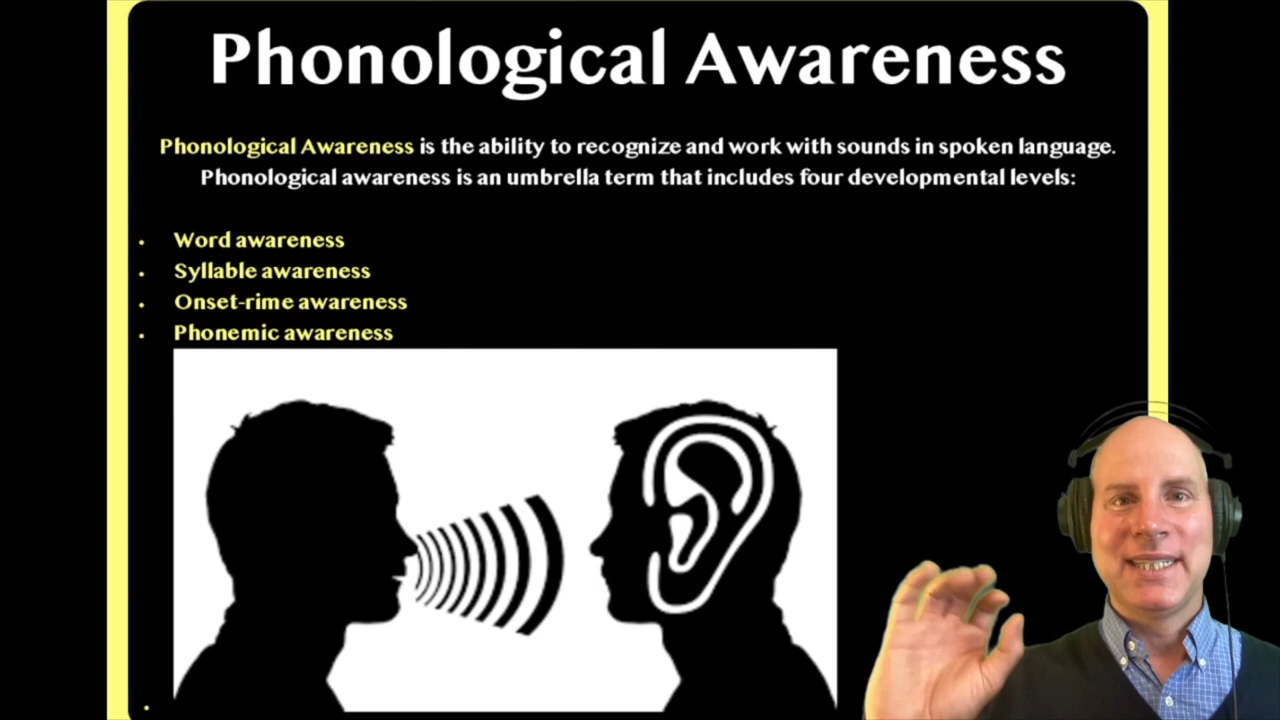 Phonological Awareness
Phonological Awareness is the ability to recognize and work with sounds in spoken language.
Phonological awareness is an umbrella term that includes four developmental levels:
• Word awareness
• Syllable awareness
• Onset-rime awareness
• Phonemic awareness